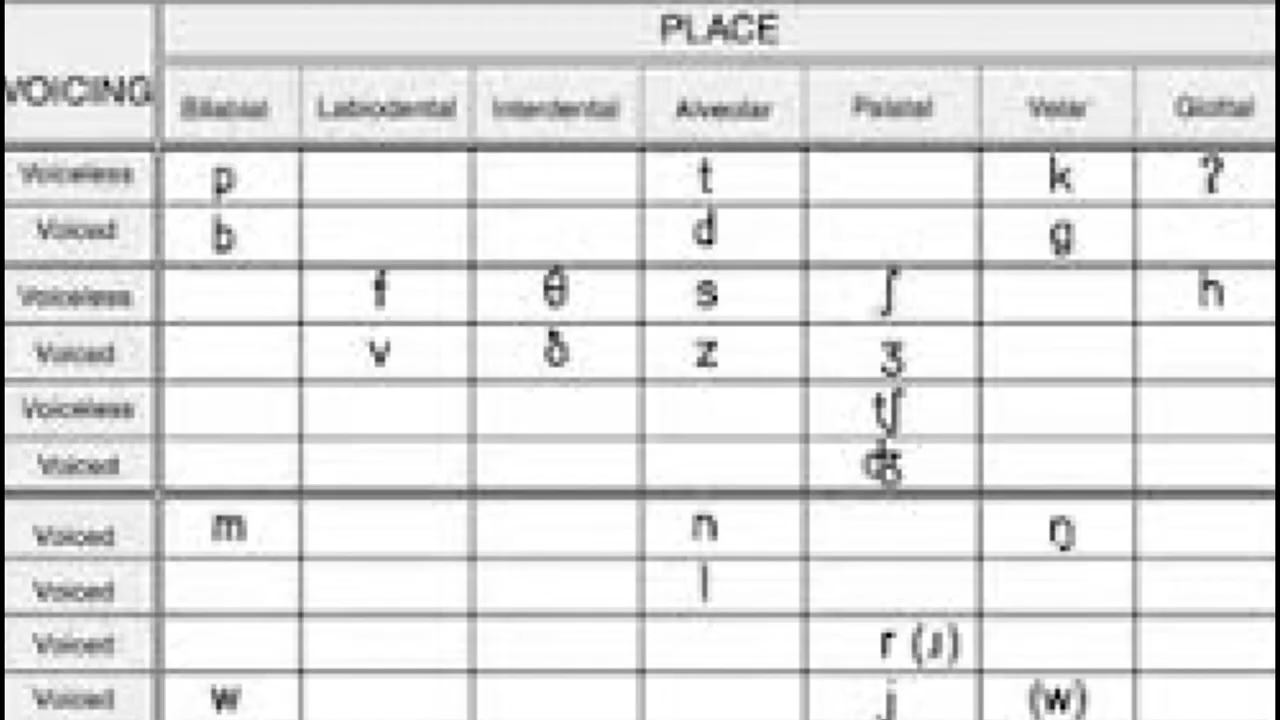 PLACE
VOICING Bilabial Labiodental Interdental Alveolar Palatal Velar Glottal
Voiceless p t k ʔ
Voiced b d g
Voiceless f θ s ʃ h
Voiced v ð z ʒ
Voiceless tʃ
Voiced ʤ
Voiced m n ŋ
Voiced l
Voiced r (ɹ)
Voiced w j (w)